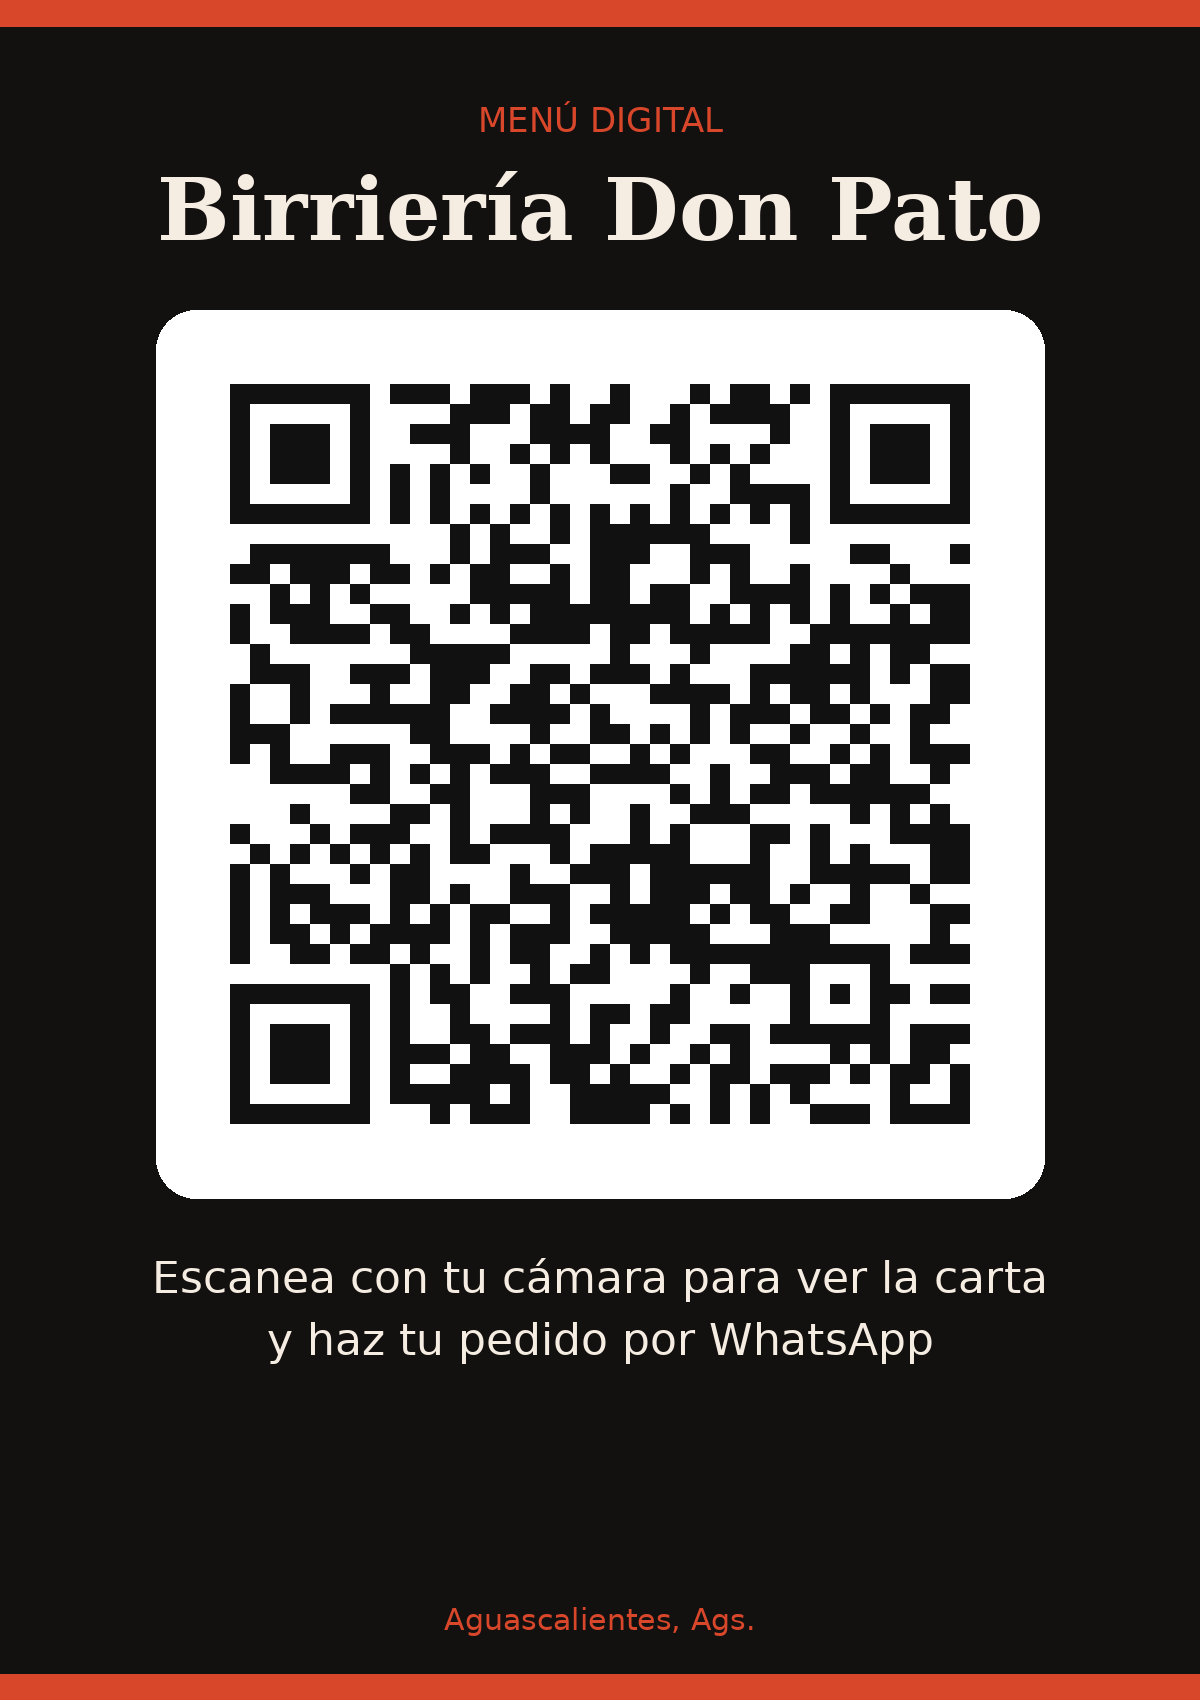 MENÚ DIGITAL
Birriería Don Pato
Escanea con tu cámara para ver la carta
y haz tu pedido por WhatsApp
Aguascalientes, Ags.